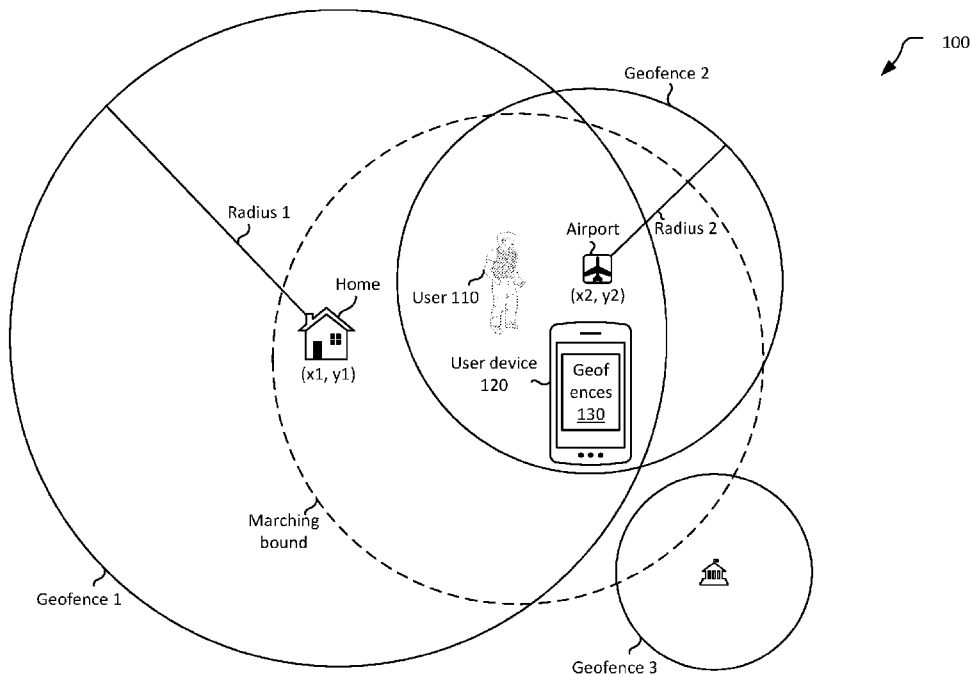 100
Geofence 2
Radius 1
Airport
Radius 2
Home
User 110
(x2, y2)
User device
120
Geof
ences
130
(x1, y1)
Marching
bound
Geofence 1
Geofence 3